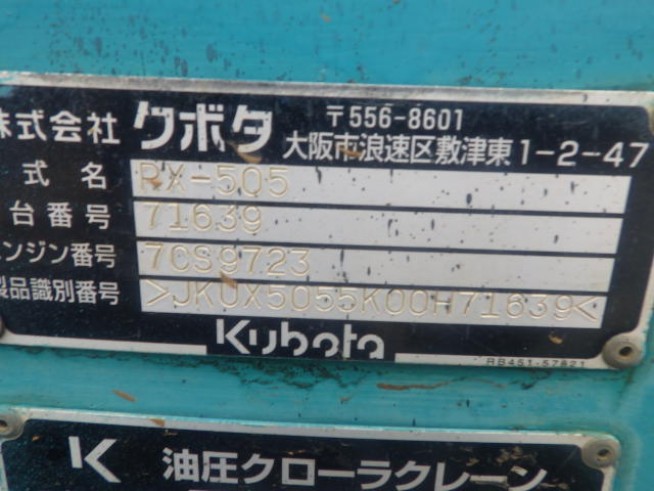 株式会社 クボタ 〒556-8601
大阪市浪速区敷津東1-2-47
式名 RX-505
台番号 71639
エンジン番号 7CS9723
製品識別番号 >JKUX5055K00H71639<
Kubota
RB451-57821
K 油圧クローラクレーン